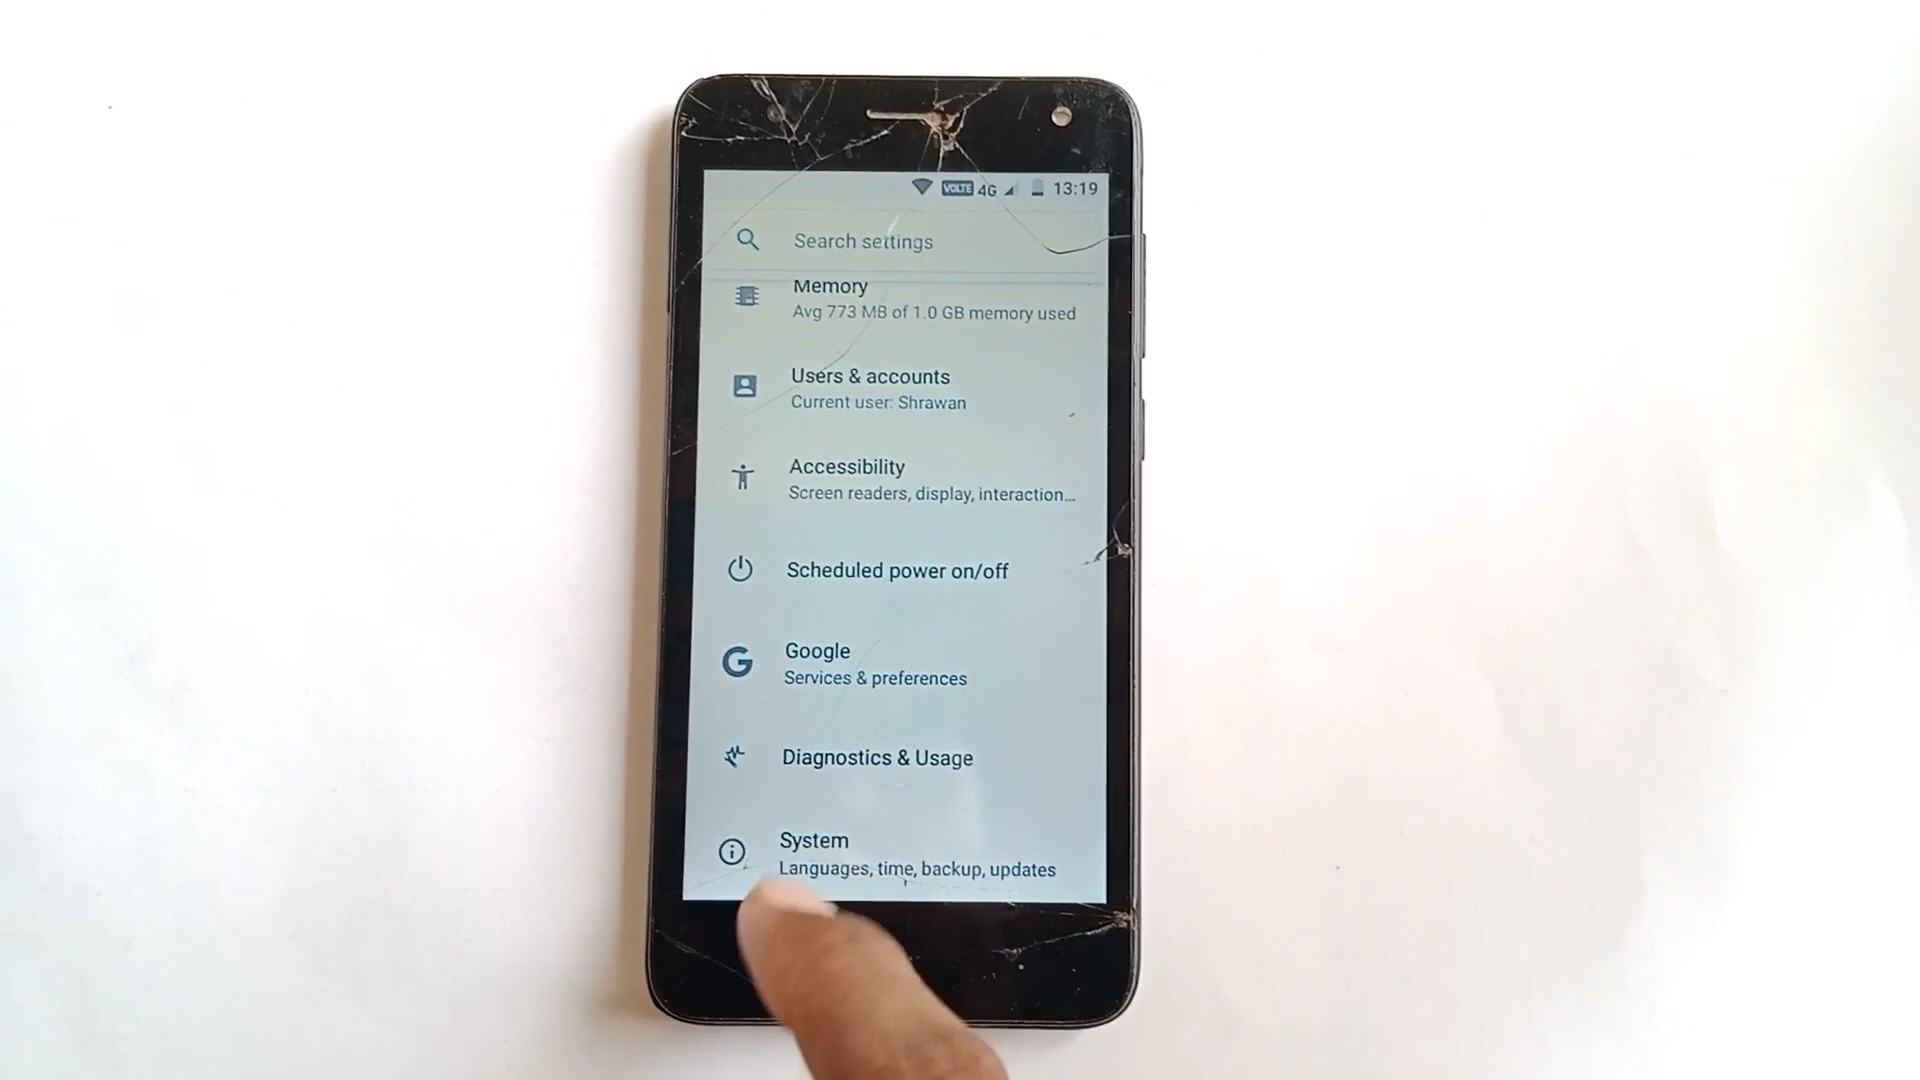 VOLTE 4G 13:19
Search settings
Memory
Avg 773 MB of 1.0 GB memory used
Users & accounts
Current user: Shrawan
Accessibility
Screen readers, display, interaction...
Scheduled power on/off
Google
Services & preferences
Diagnostics & Usage
System
Languages, time, backup, updates